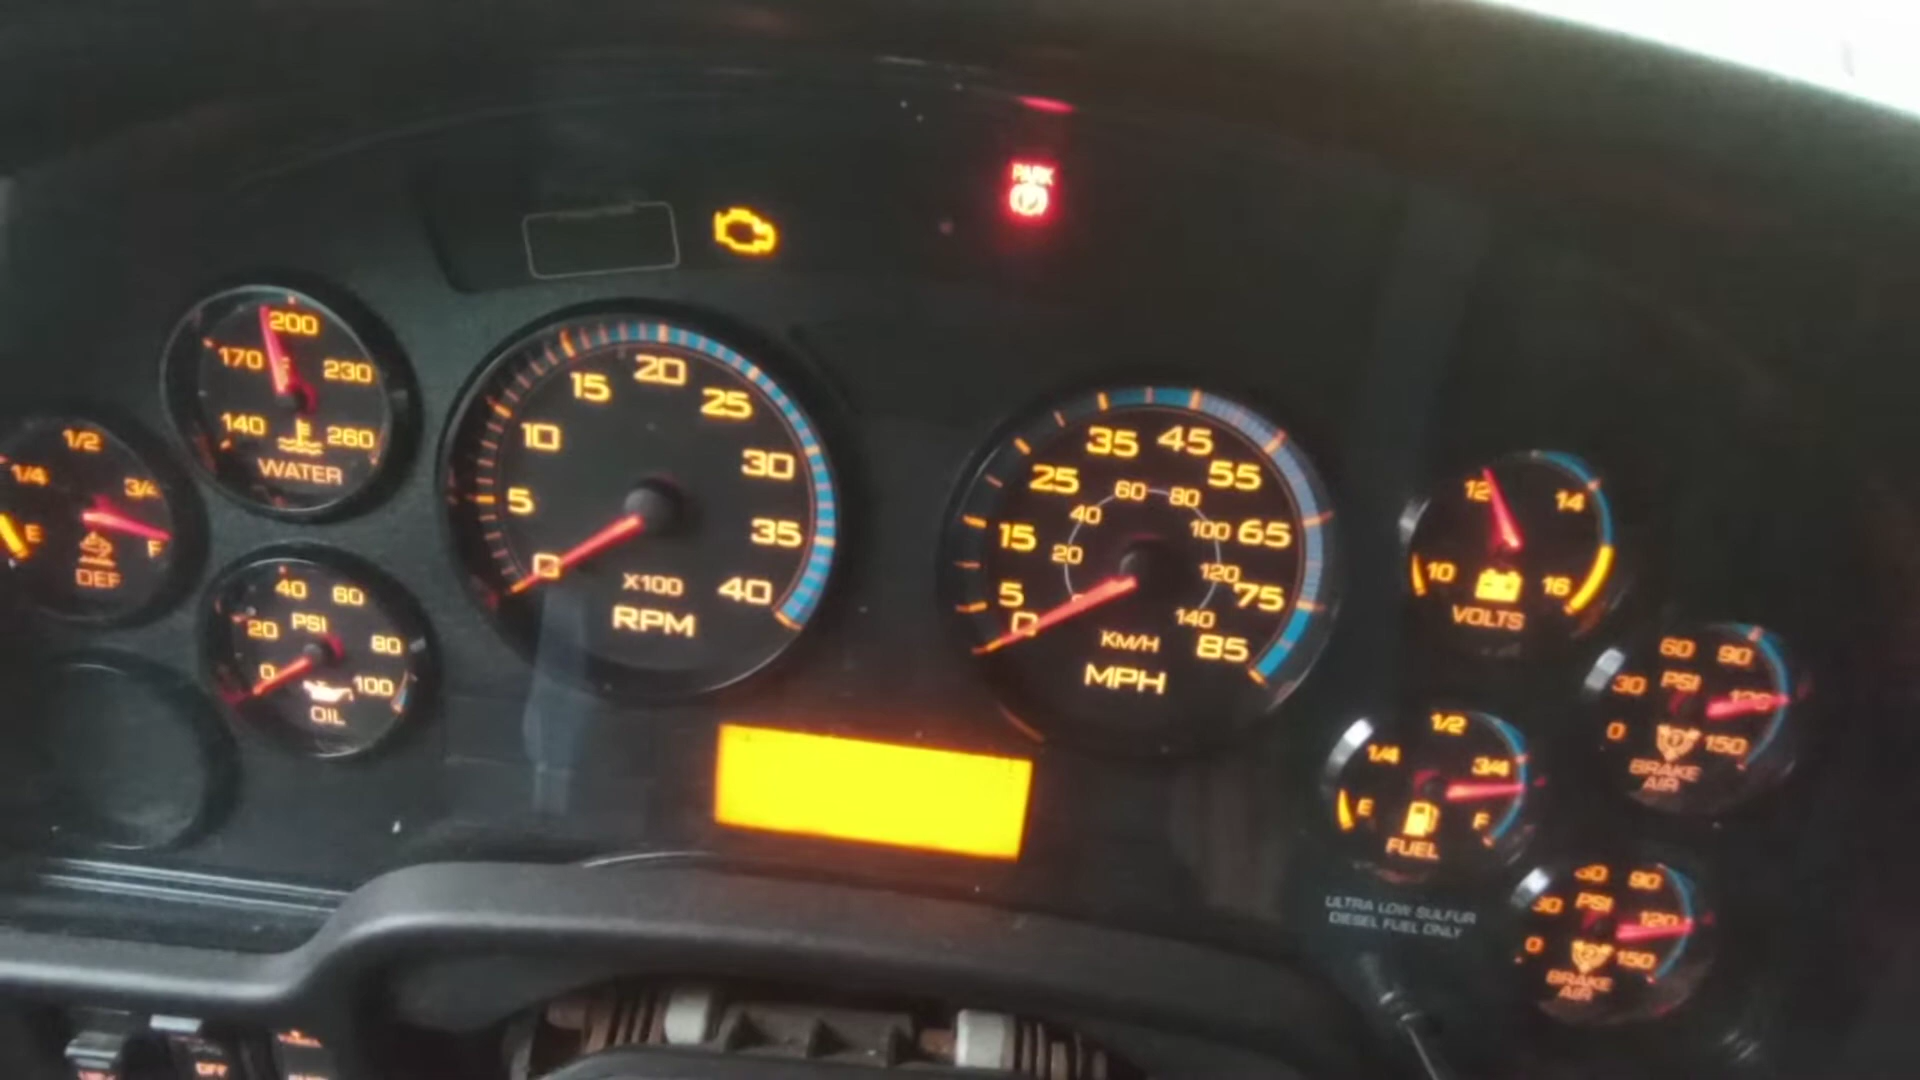 PARK
200
170
230
140
260
WATER
1/2
1/4
3/4
E
F
DEF
40
60
PSI
20
80
0
100
OIL
20
15
25
10
30
5
35
0
X100
40
RPM
35
45
25
55
60
80
40
100
15
65
20
120
5
75
0
140
KM/H
85
MPH
12
14
10
16
VOLTS
60
90
30
PSI
120
0
150
BRAKE
AIR
1/2
1/4
3/4
E
F
FUEL
ULTRA LOW SULFUR
DIESEL FUEL ONLY
90
30
PSI
120
0
150
BRAKE
AIR
OFF